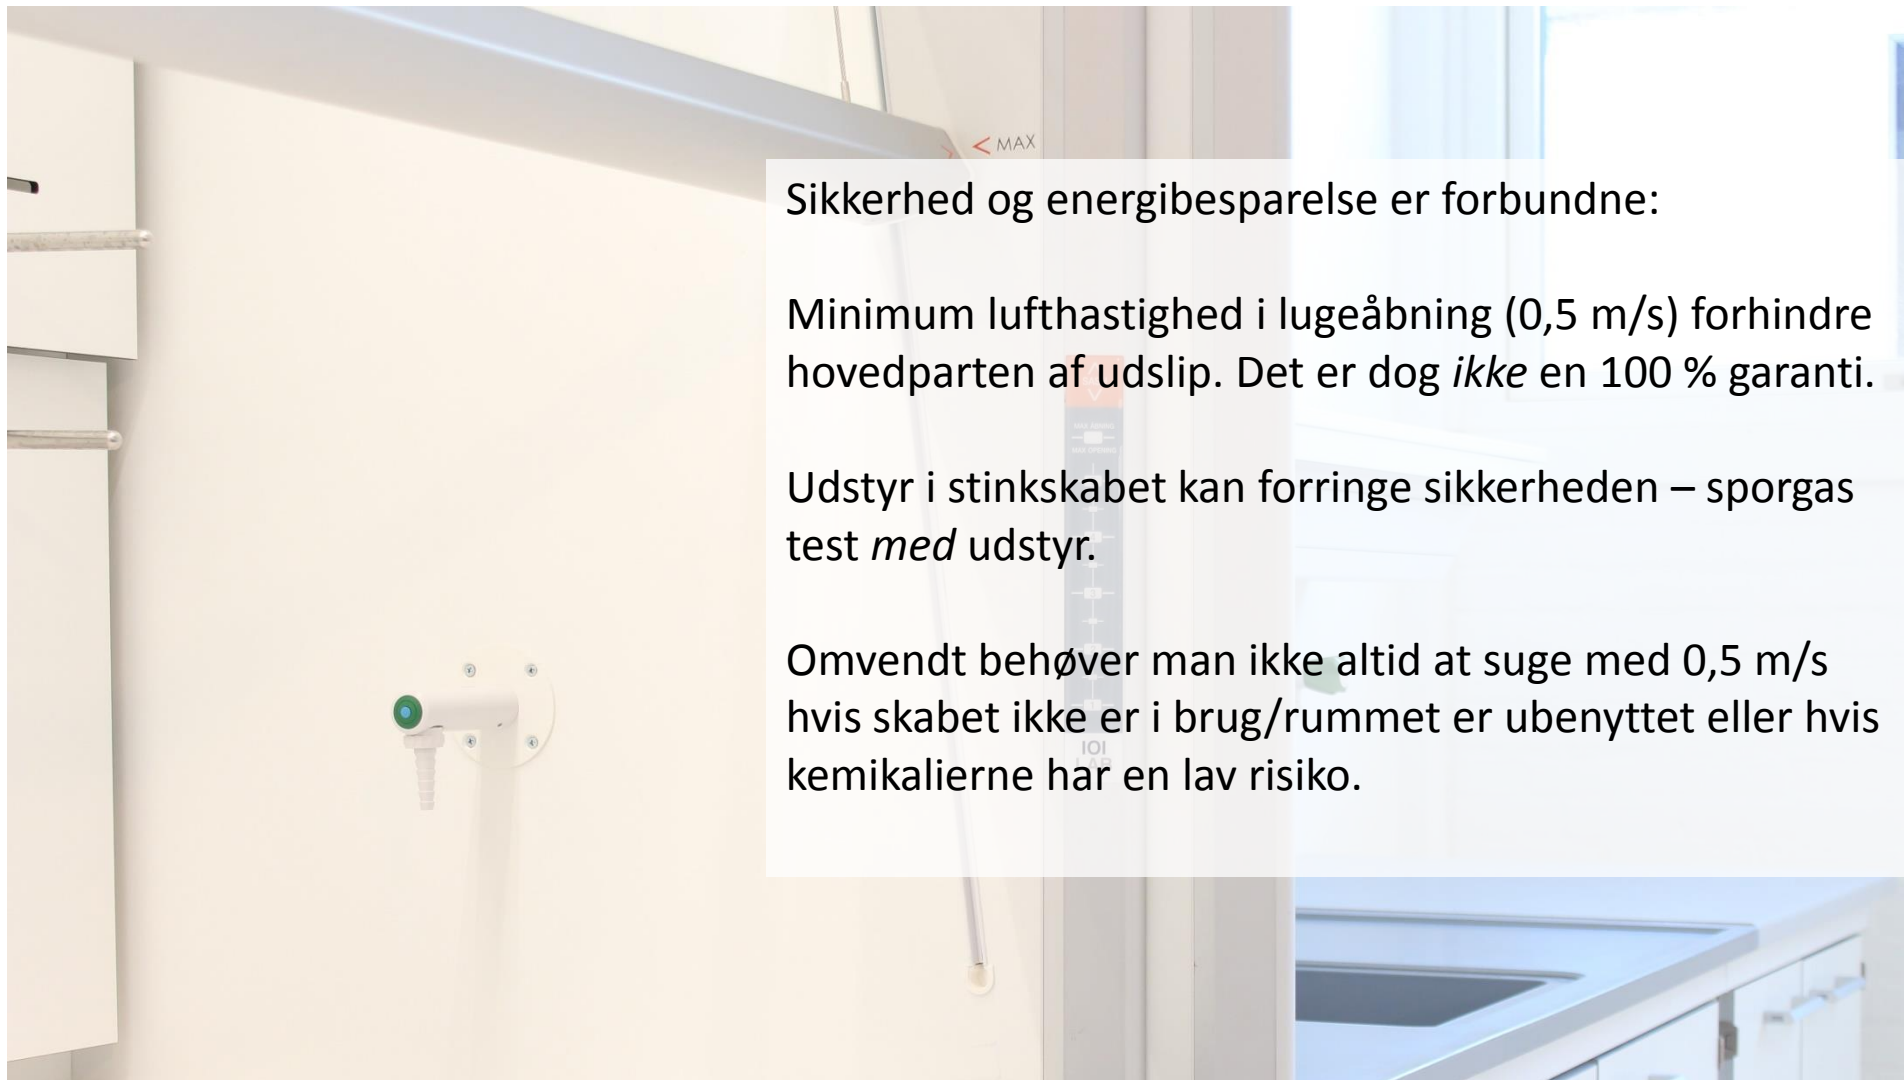 < MAX
Sikkerhed og energibesparelse er forbundne:
Minimum lufthastighed i lugeåbning (0,5 m/s) forhindre
hovedparten af udslip. Det er dog ikke en 100 % garanti.
Udstyr i stinkskabet kan forringe sikkerheden – sporgas
test med udstyr.
Omvendt behøver man ikke altid at suge med 0,5 m/s
hvis skabet ikke er i brug/rummet er ubenyttet eller hvis
kemikalierne har en lav risiko.